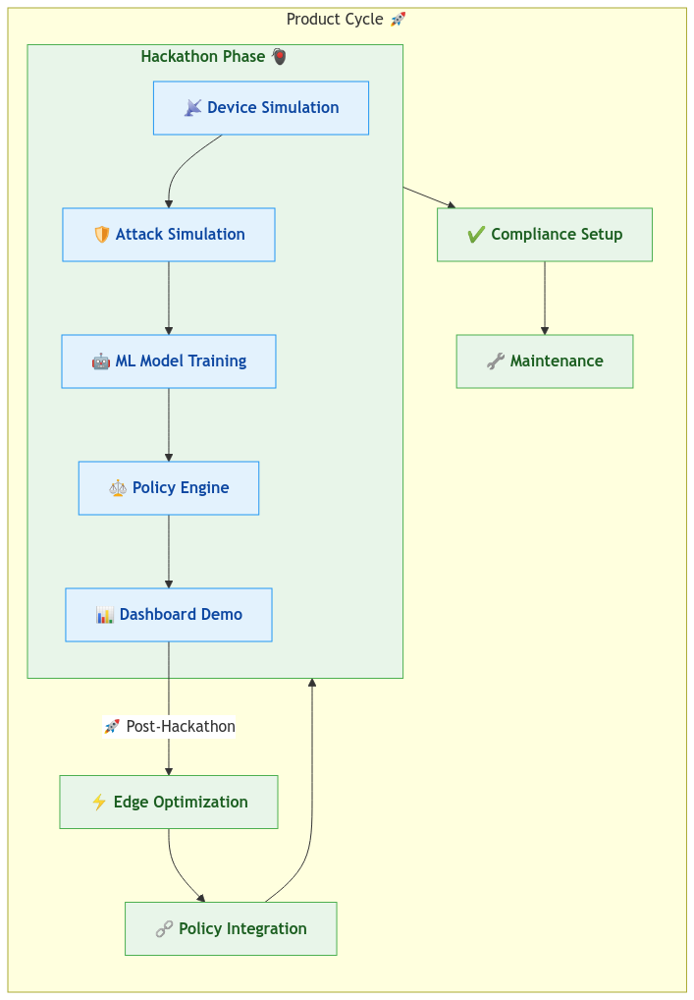 Product Cycle 🚀
Hackathon Phase 🖲️
📡 Device Simulation
🛡️ Attack Simulation
✔️ Compliance Setup
🤖 ML Model Training
🔧 Maintenance
⚖️ Policy Engine
📊 Dashboard Demo
🚀 Post-Hackathon
⚡ Edge Optimization
🔗 Policy Integration